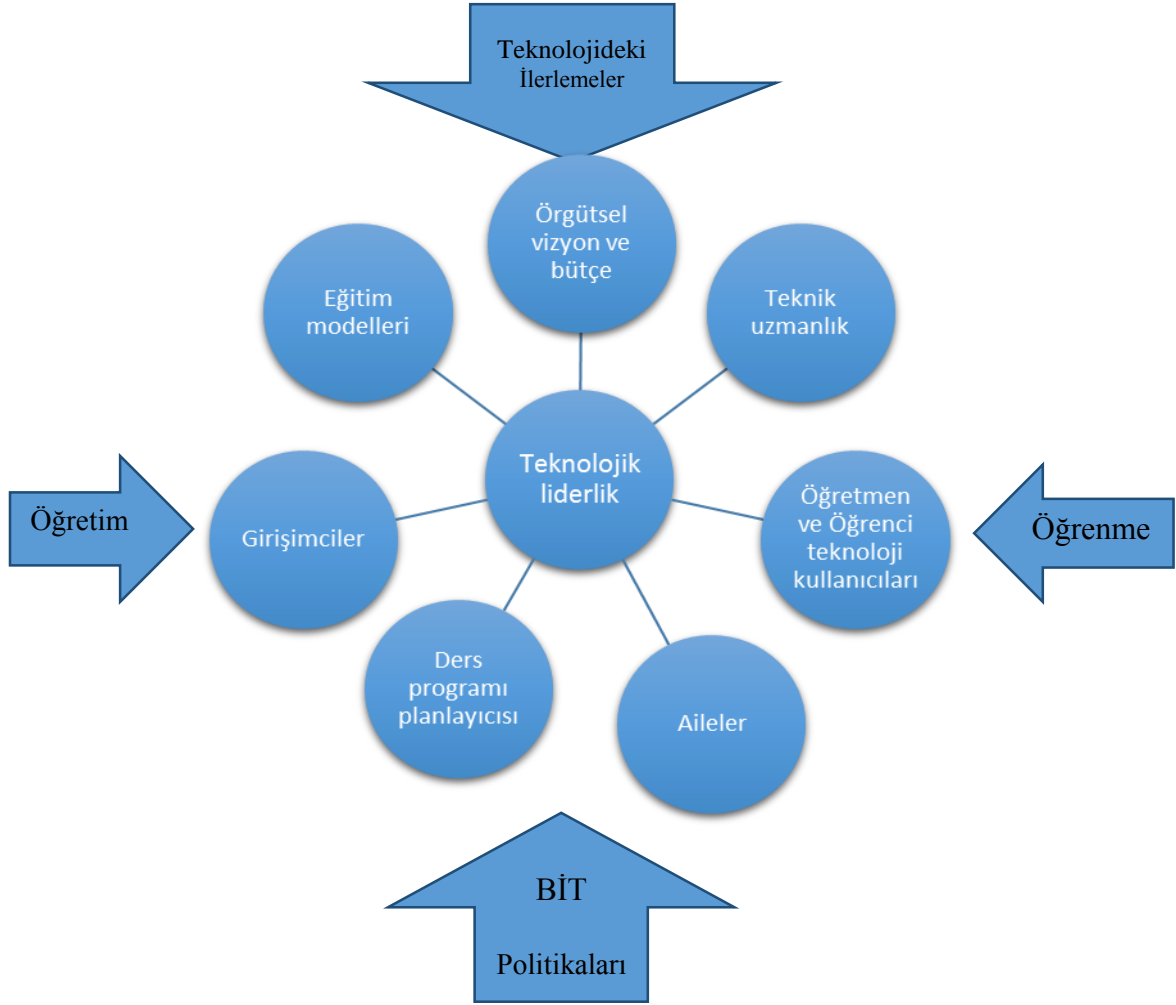 Teknolojideki
İlerlemeler
Örgütsel
vizyon ve
bütçe
Eğitim
modelleri
Teknik
uzmanlık
Teknolojik
liderlik
Öğretim
Girişimciler
Öğretmen
ve Öğrenci
teknoloji
kullanıcıları
Öğrenme
Ders
programı
planlayıcısı
Aileler
BİT
Politikaları